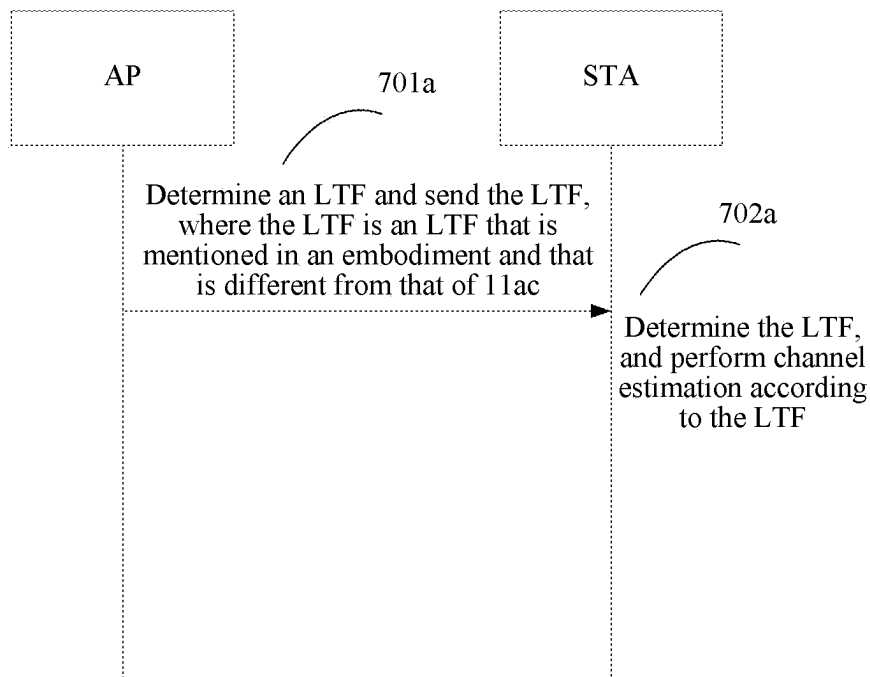 AP
STA
701a
Determine an LTF and send the LTF,
where the LTF is an LTF that is
mentioned in an embodiment and that
is different from that of 11ac
702a
Determine the LTF,
and perform channel
estimation according
to the LTF